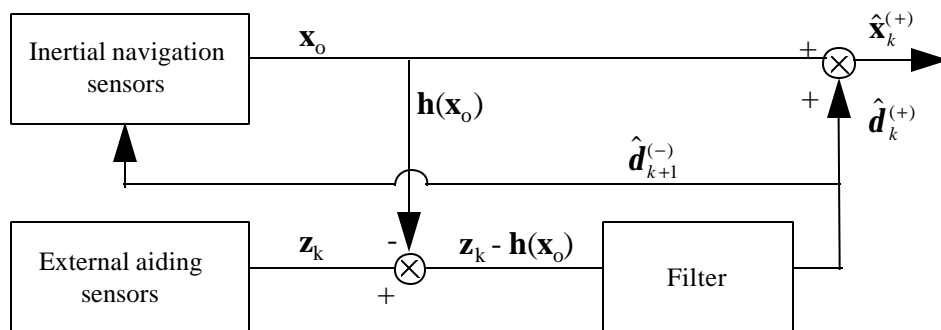 Inertial navigation
sensors
x_o
+
+
x̂_k^(+)
h(x_o)
d̂_k^(+)
d̂_{k+1}^(−)
External aiding
sensors
z_k
-
+
z_k - h(x_o)
Filter